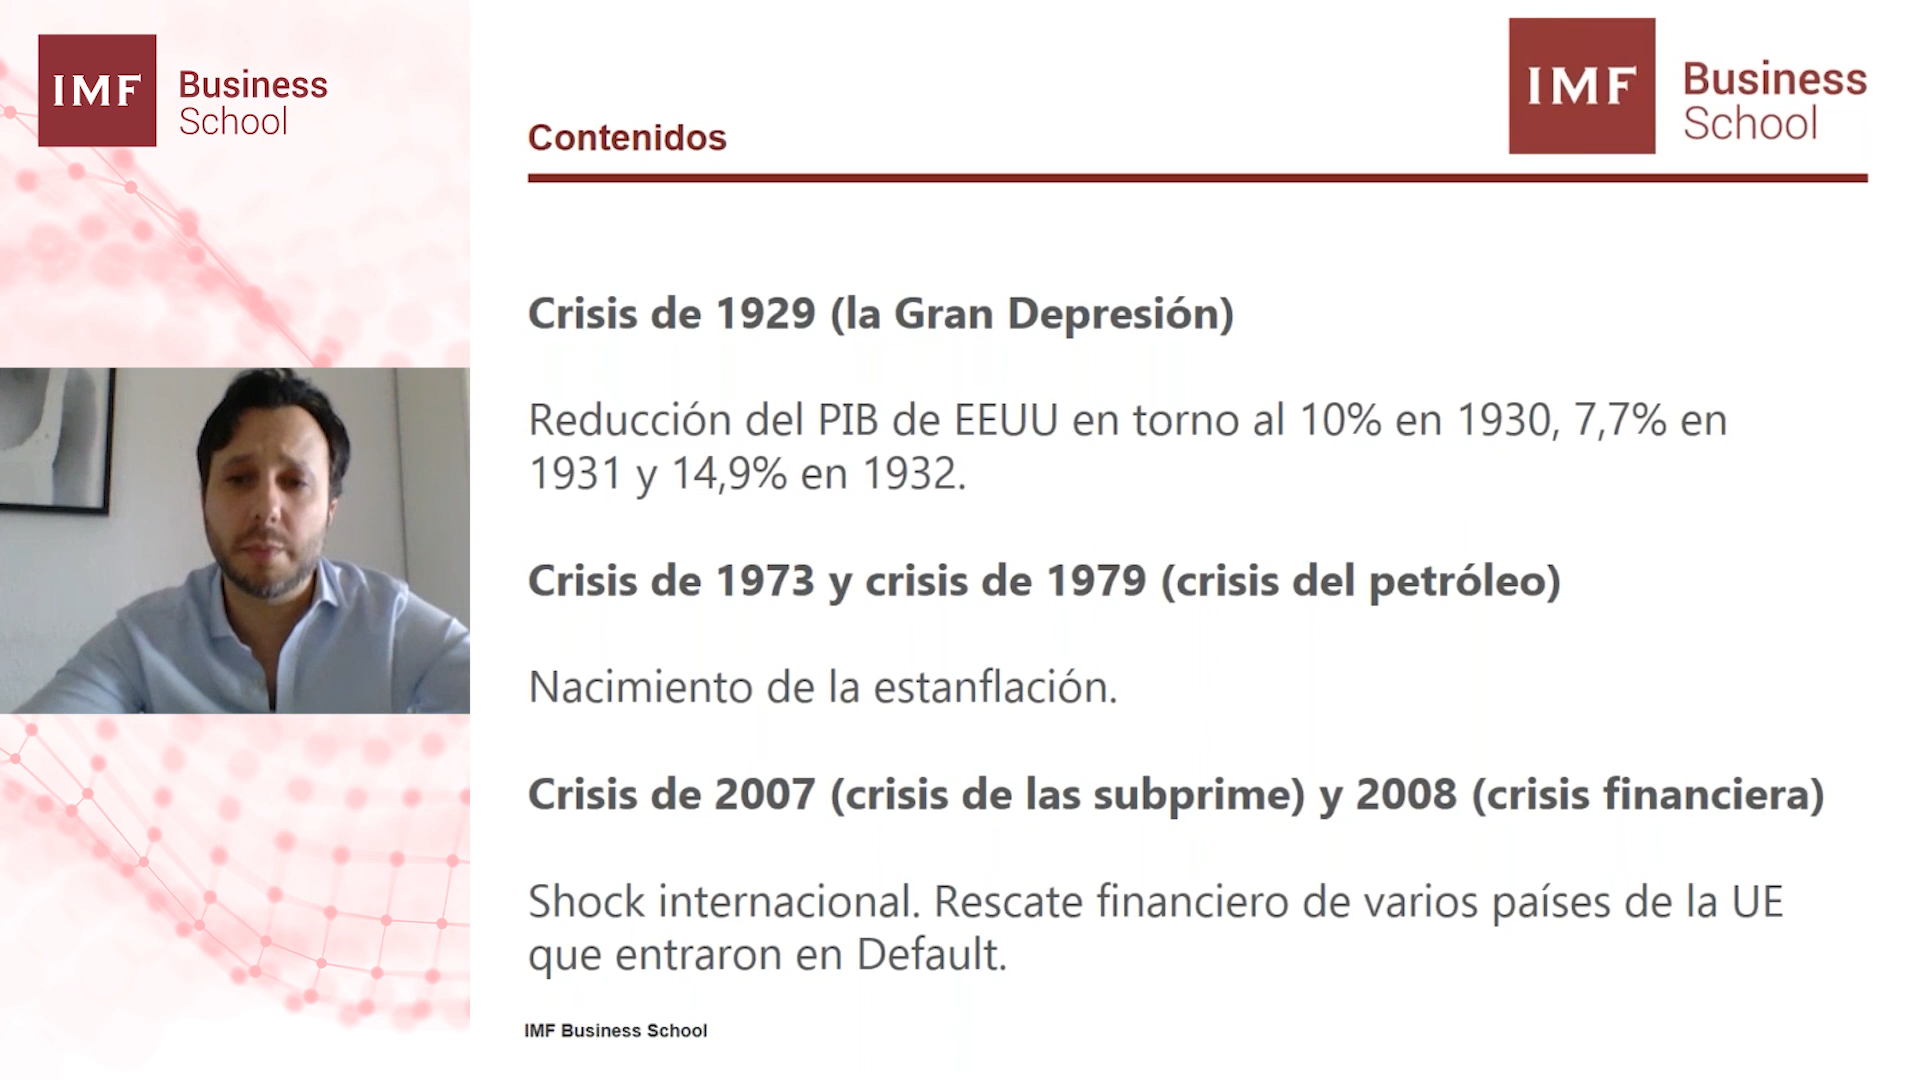 IMF Business
School
IMF Business
School
Contenidos
Crisis de 1929 (la Gran Depresión)
Reducción del PIB de EEUU en torno al 10% en 1930, 7,7% en
1931 y 14,9% en 1932.
Crisis de 1973 y crisis de 1979 (crisis del petróleo)
Nacimiento de la estanflación.
Crisis de 2007 (crisis de las subprime) y 2008 (crisis financiera)
Shock internacional. Rescate financiero de varios países de la UE
que entraron en Default.
IMF Business School